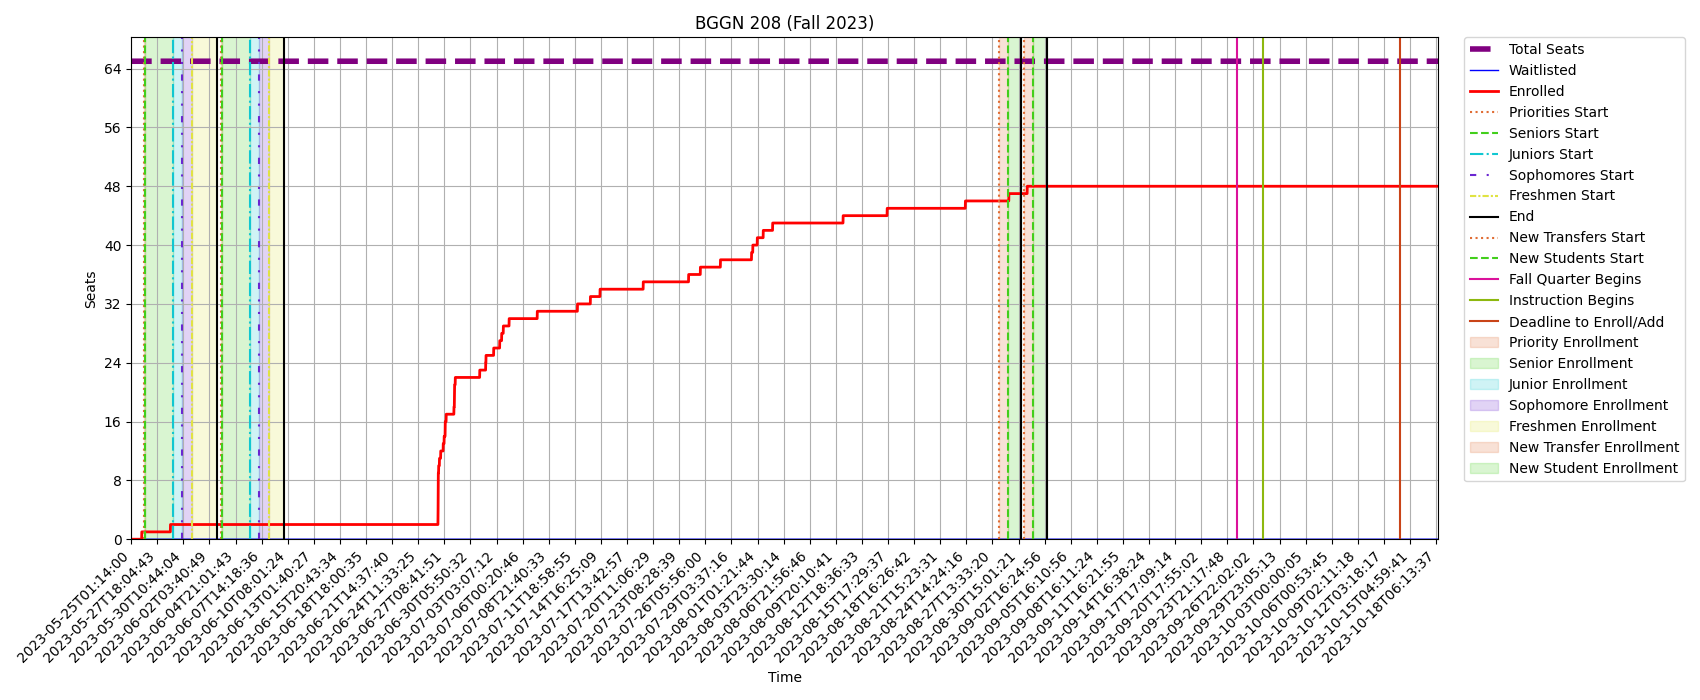 BGGN 208 (Fall 2023)
Seats
64
56
48
40
32
24
16
8
0
2023-05-25T01:14:00
2023-05-27T18:04:43
2023-05-30T10:44:04
2023-06-02T03:40:49
2023-06-04T21:01:43
2023-06-07T14:18:36
2023-06-10T08:01:24
2023-06-13T01:40:27
2023-06-15T20:43:34
2023-06-18T18:00:35
2023-06-21T14:37:40
2023-06-24T11:33:25
2023-06-27T08:41:51
2023-06-30T05:50:32
2023-07-03T03:07:12
2023-07-06T00:20:46
2023-07-08T21:40:33
2023-07-11T18:58:55
2023-07-14T16:25:09
2023-07-17T13:42:57
2023-07-20T11:06:29
2023-07-23T08:28:39
2023-07-26T05:56:00
2023-07-29T03:37:16
2023-08-01T01:21:44
2023-08-03T23:30:14
2023-08-06T21:56:46
2023-08-09T20:10:41
2023-08-12T18:36:33
2023-08-15T17:29:37
2023-08-18T16:26:42
2023-08-21T15:23:31
2023-08-24T14:24:16
2023-08-27T13:33:20
2023-08-30T15:01:21
2023-09-02T16:24:56
2023-09-05T16:10:56
2023-09-08T16:11:24
2023-09-11T16:21:55
2023-09-14T16:38:24
2023-09-17T17:09:14
2023-09-20T17:55:02
2023-09-23T19:17:48
2023-09-26T22:02:02
2023-09-29T23:05:13
2023-10-03T00:00:05
2023-10-06T00:53:45
2023-10-09T02:11:18
2023-10-12T03:18:17
2023-10-15T04:59:41
2023-10-18T06:13:37
Time
Total Seats
Waitlisted
Enrolled
Priorities Start
Seniors Start
Juniors Start
Sophomores Start
Freshmen Start
End
New Transfers Start
New Students Start
Fall Quarter Begins
Instruction Begins
Deadline to Enroll/Add
Priority Enrollment
Senior Enrollment
Junior Enrollment
Sophomore Enrollment
Freshmen Enrollment
New Transfer Enrollment
New Student Enrollment